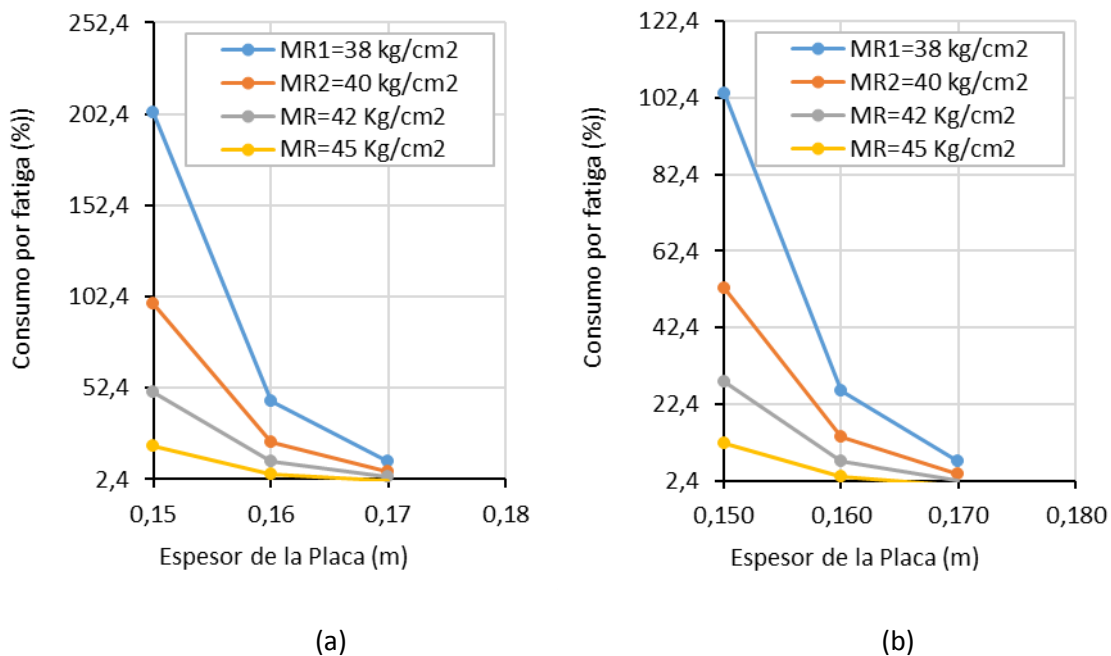 252,4
202,4
152,4
102,4
52,4
2,4
Consumo por fatiga (%))
MR1=38 kg/cm2
MR2=40 kg/cm2
MR=42 Kg/cm2
MR=45 Kg/cm2
0,15 0,16 0,17 0,18
Espesor de la Placa (m)
(a)
122,4
102,4
82,4
62,4
42,4
22,4
2,4
Consumo por fatiga (%))
MR1=38 kg/cm2
MR2=40 kg/cm2
MR=42 Kg/cm2
MR=45 Kg/cm2
0,150 0,160 0,170 0,180
Espesor de la Placa (m)
(b)